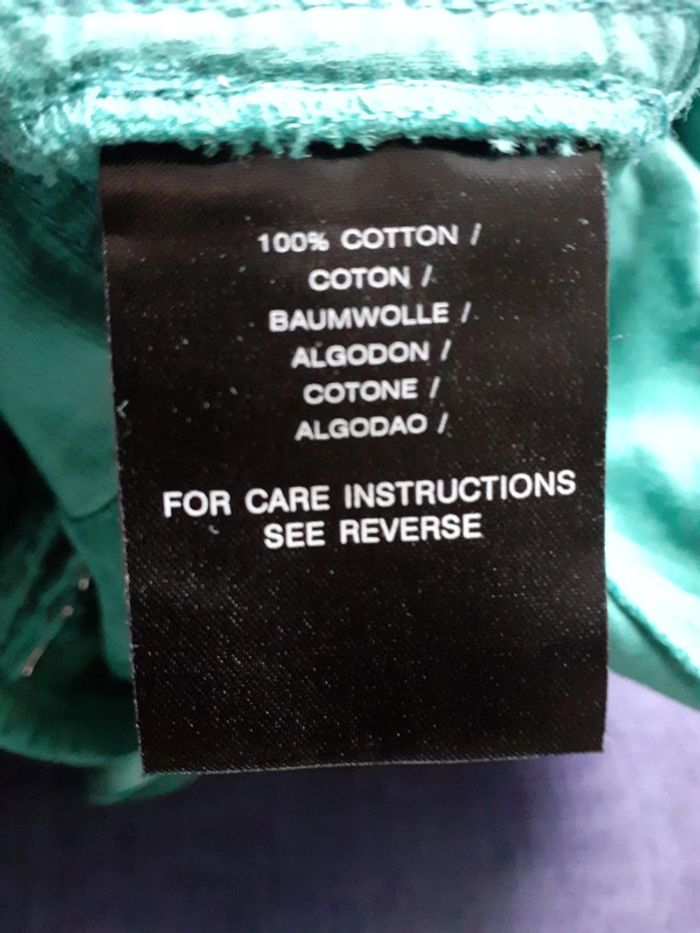 100% COTTON /
COTON /
BAUMWOLLE /
ALGODON /
COTONE /
ALGODAO /
FOR CARE INSTRUCTIONS
SEE REVERSE